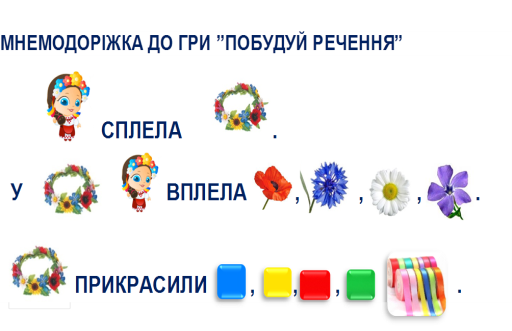 МНЕМОДОРІЖКА ДО ГРИ ”ПОБУДУЙ РЕЧЕННЯ”
СПЛЕЛА .
У ВПЛЕЛА , , , .
ПРИКРАСИЛИ , , , .